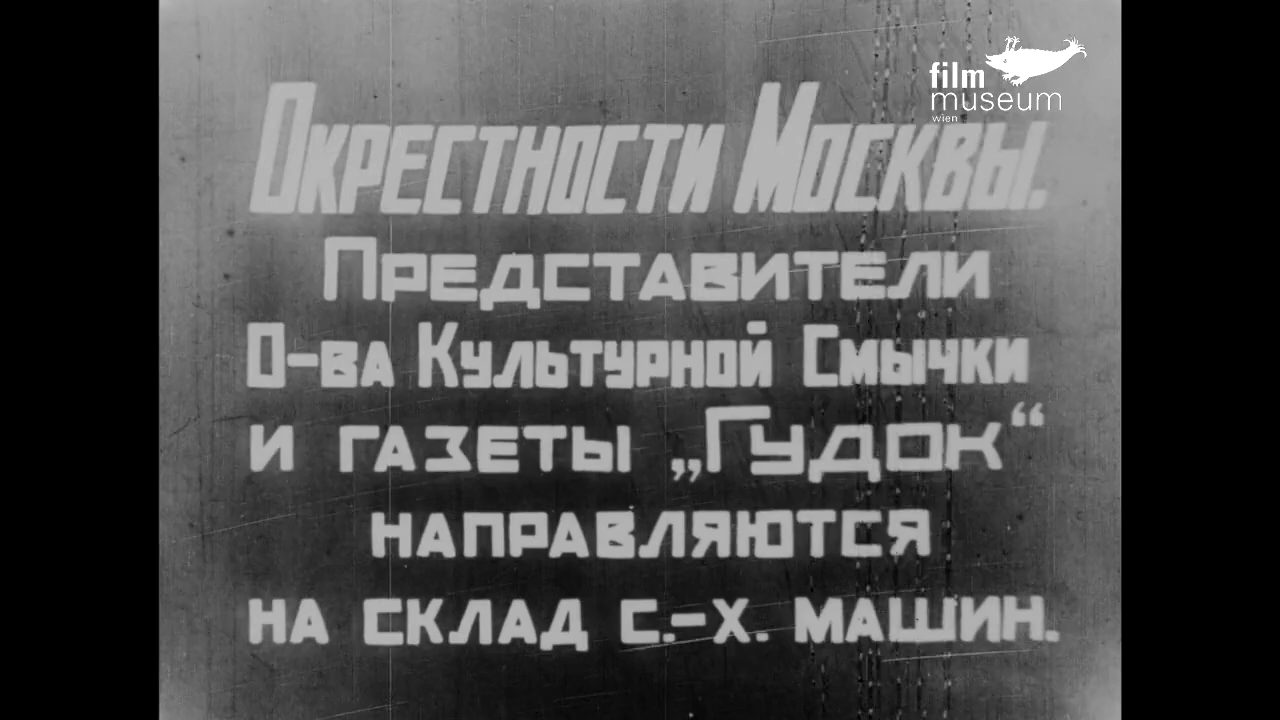 film
museum
wien
Окрестности Москвы.
Представители
О-ва Культурной Смычки
и газеты „Гудок“
направляются
на склад с.-х. машин.